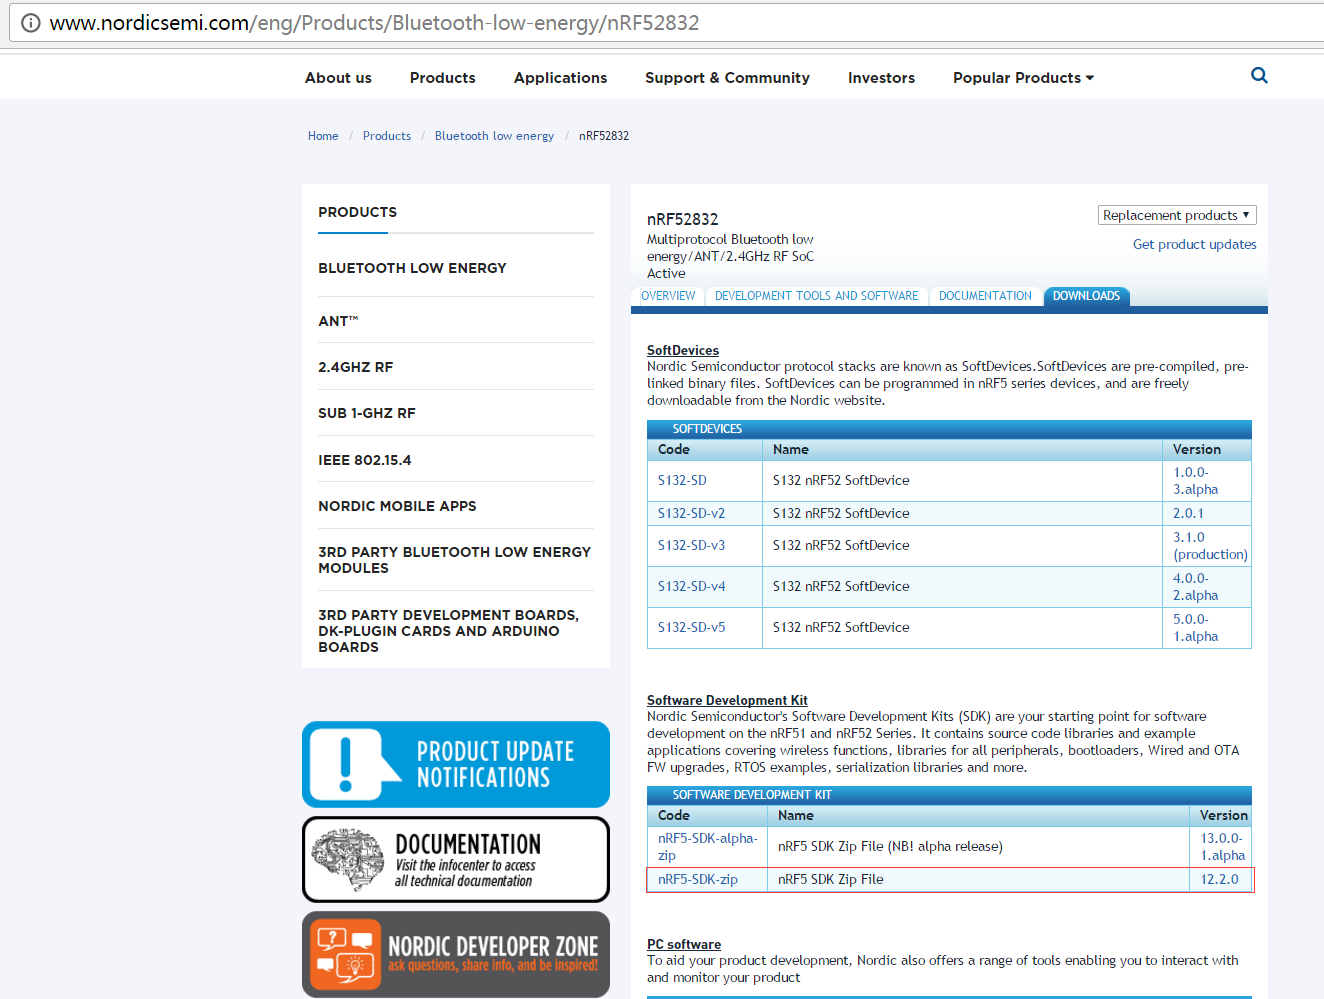 www.nordicsemi.com/eng/Products/Bluetooth-low-energy/nRF52832
About us Products Applications Support & Community Investors Popular Products
Home / Products / Bluetooth low energy / nRF52832
PRODUCTS
BLUETOOTH LOW ENERGY
ANT™
2.4GHZ RF
SUB 1-GHZ RF
IEEE 802.15.4
NORDIC MOBILE APPS
3RD PARTY BLUETOOTH LOW ENERGY
MODULES
3RD PARTY DEVELOPMENT BOARDS,
DK-PLUGIN CARDS AND ARDUINO
BOARDS
PRODUCT UPDATE
NOTIFICATIONS
DOCUMENTATION
Visit the infocenter to access
all technical documentation
NORDIC DEVELOPER ZONE
ask questions, share info, and be inspired!
nRF52832
Multiprotocol Bluetooth low
energy/ANT/2.4GHz RF SoC
Active
Replacement products
Get product updates
OVERVIEW DEVELOPMENT TOOLS AND SOFTWARE DOCUMENTATION DOWNLOADS
SoftDevices
Nordic Semiconductor protocol stacks are known as SoftDevices.SoftDevices are pre-compiled, pre-
linked binary files. SoftDevices can be programmed in nRF5 series devices, and are freely
downloadable from the Nordic website.
SOFTDEVICES
Code Name Version
S132-SD S132 nRF52 SoftDevice 1.0.0-
3.alpha
S132-SD-v2 S132 nRF52 SoftDevice 2.0.1
S132-SD-v3 S132 nRF52 SoftDevice 3.1.0
(production)
S132-SD-v4 S132 nRF52 SoftDevice 4.0.0-
2.alpha
S132-SD-v5 S132 nRF52 SoftDevice 5.0.0-
1.alpha
Software Development Kit
Nordic Semiconductor's Software Development Kits (SDK) are your starting point for software
development on the nRF51 and nRF52 Series. It contains source code libraries and example
applications covering wireless functions, libraries for all peripherals, bootloaders, Wired and OTA
FW upgrades, RTOS examples, serialization libraries and more.
SOFTWARE DEVELOPMENT KIT
Code Name Version
nRF5-SDK-alpha-
zip nRF5 SDK Zip File (NB! alpha release) 13.0.0-
1.alpha
nRF5-SDK-zip nRF5 SDK Zip File 12.2.0
PC software
To aid your product development, Nordic also offers a range of tools enabling you to interact with
and monitor your product